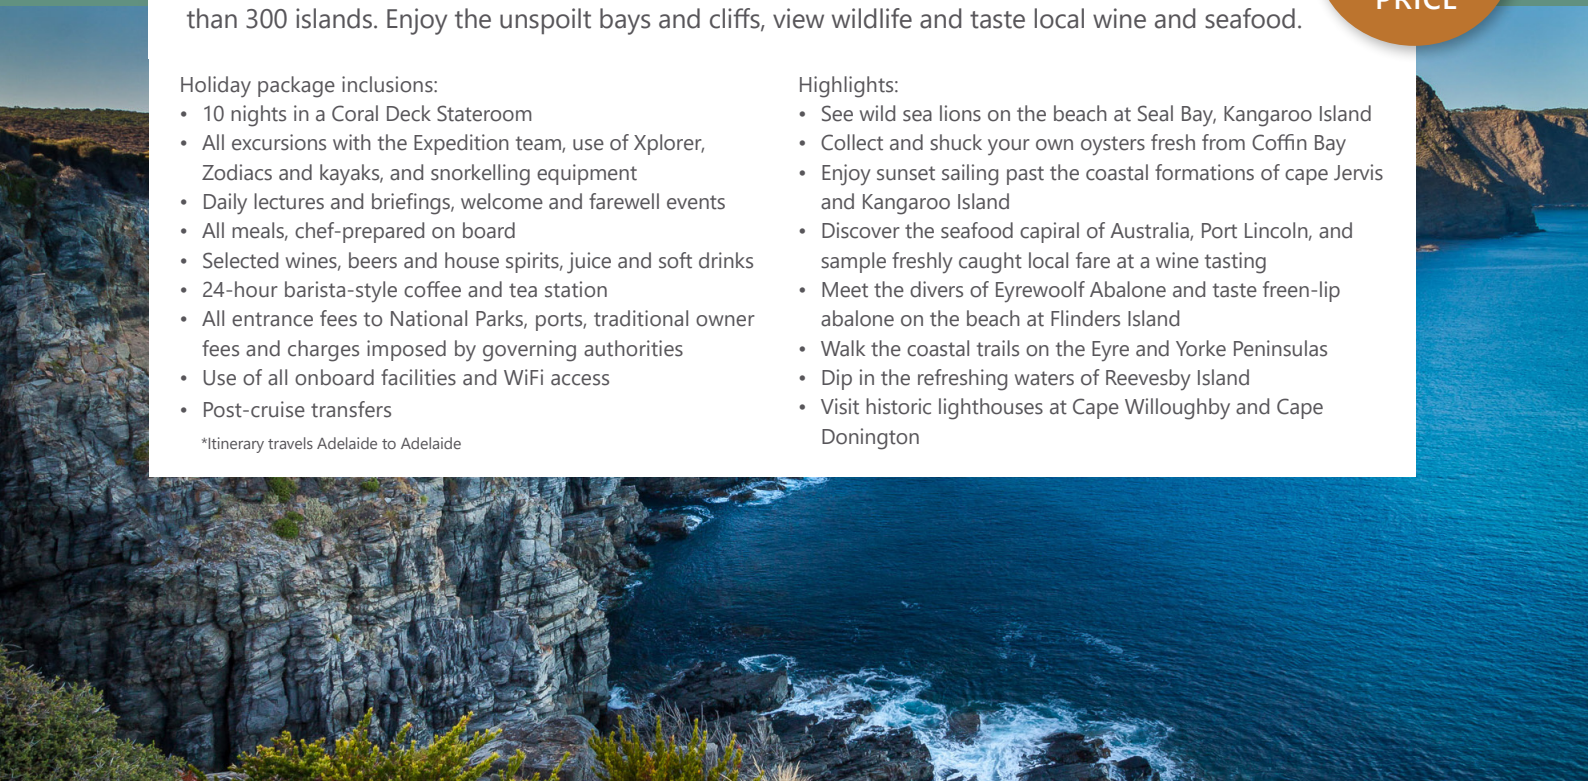 than 300 islands. Enjoy the unspoilt bays and cliffs, view wildlife and taste local wine and seafood.
PRICE
Holiday package inclusions:
• 10 nights in a Coral Deck Stateroom
• All excursions with the Expedition team, use of Xplorer,
Zodiacs and kayaks, and snorkelling equipment
• Daily lectures and briefings, welcome and farewell events
• All meals, chef-prepared on board
• Selected wines, beers and house spirits, juice and soft drinks
• 24-hour barista-style coffee and tea station
• All entrance fees to National Parks, ports, traditional owner
fees and charges imposed by governing authorities
• Use of all onboard facilities and WiFi access
• Post-cruise transfers
*Itinerary travels Adelaide to Adelaide
Highlights:
• See wild sea lions on the beach at Seal Bay, Kangaroo Island
• Collect and shuck your own oysters fresh from Coffin Bay
• Enjoy sunset sailing past the coastal formations of cape Jervis
and Kangaroo Island
• Discover the seafood capiral of Australia, Port Lincoln, and
sample freshly caught local fare at a wine tasting
• Meet the divers of Eyrewoolf Abalone and taste freen-lip
abalone on the beach at Flinders Island
• Walk the coastal trails on the Eyre and Yorke Peninsulas
• Dip in the refreshing waters of Reevesby Island
• Visit historic lighthouses at Cape Willoughby and Cape
Donington